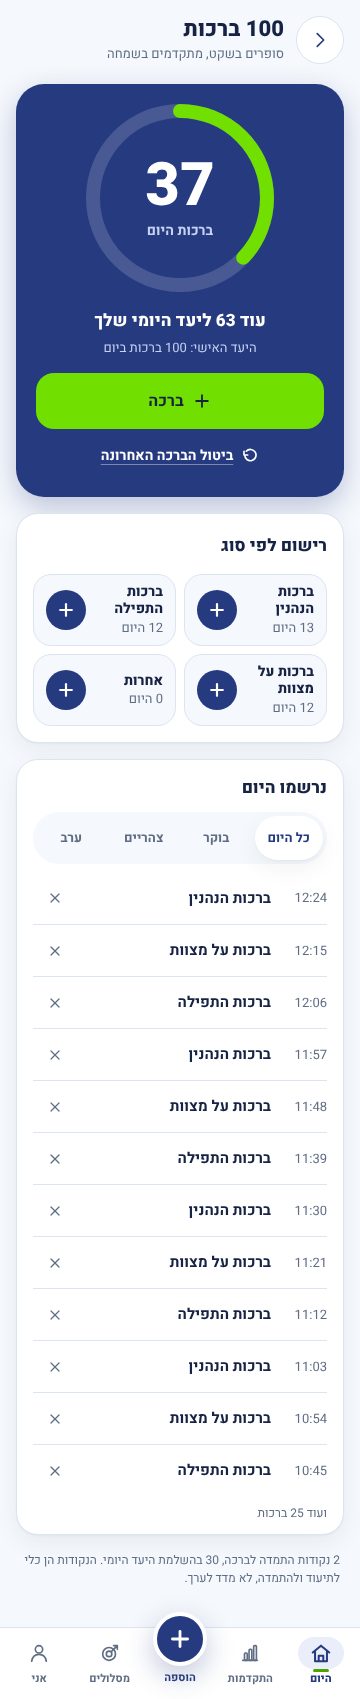 100 ברכות
סופרים בשקט, מתקדמים בשמחה
37
ברכות היום
עוד 63 ליעד היומי שלך
היעד האישי: 100 ברכות ביום
ברכה
ביטול הברכה האחרונה
רישום לפי סוג
ברכות
הנהנין
13 היום
ברכות
התפילה
12 היום
ברכות על
מצוות
12 היום
אחרות
0 היום
נרשמו היום
כל היום בוקר צהריים ערב
12:24 ברכות הנהנין
12:15 ברכות על מצוות
12:06 ברכות התפילה
11:57 ברכות הנהנין
11:48 ברכות על מצוות
11:39 ברכות התפילה
11:30 ברכות הנהנין
11:21 ברכות על מצוות
11:12 ברכות התפילה
11:03 ברכות הנהנין
10:54 ברכות על מצוות
10:45 ברכות התפילה
ועוד 25 ברכות
2 נקודות התמדה לברכה, 30 בהשלמת היעד היומי. הנקודות הן כלי
לתיעוד ולהתמדה, לא מדד לערך.
היום התקדמות הוספה מסלולים אני